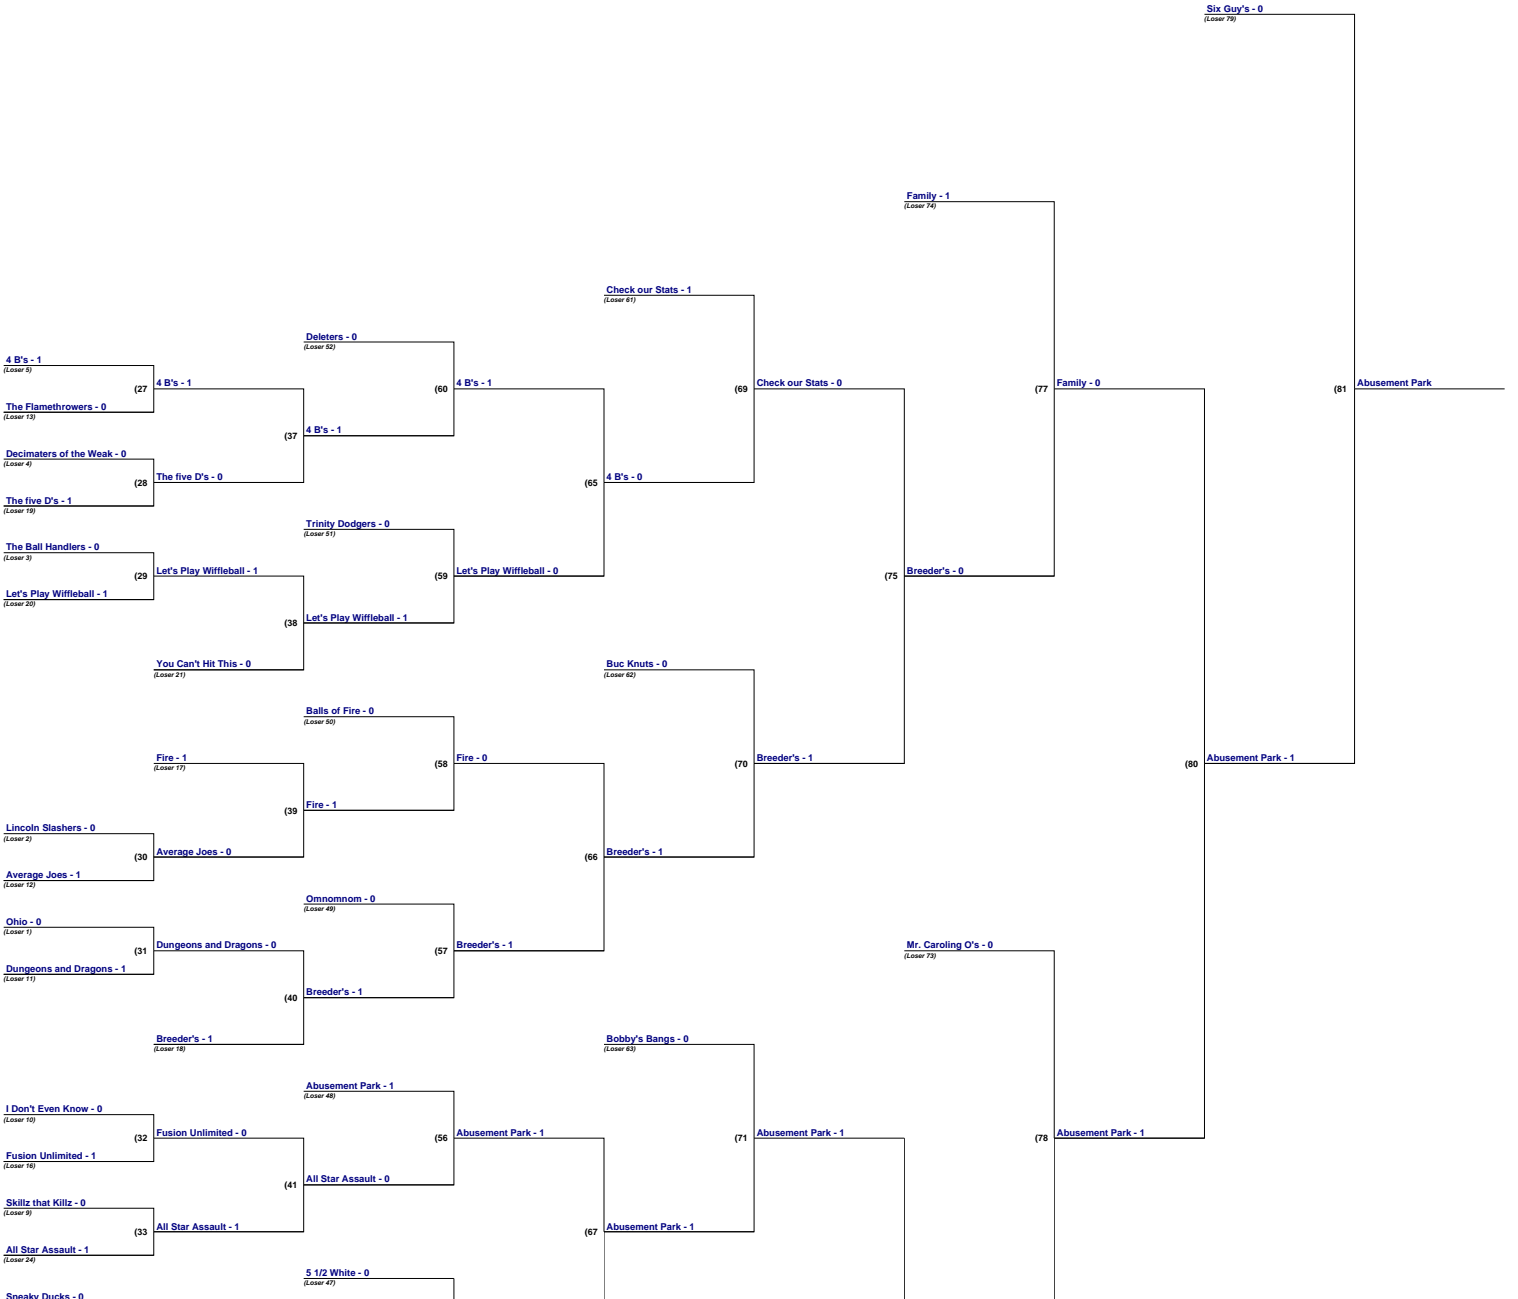 Six Guy's - 0
(Loser 79)
Family - 1
(Loser 74)
Check our Stats - 1
(Loser 61)
Deleters - 0
(Loser 52)
4 B's - 1
(Loser 5)
(27
4 B's - 1
(60
4 B's - 1
(69
Check our Stats - 0
(77
Family - 0
(81
Abusement Park
The Flamethrowers - 0
(Loser 13)
(37
4 B's - 1
Decimaters of the Weak - 0
(Loser 4)
(28
The five D's - 0
(65
4 B's - 0
The five D's - 1
(Loser 19)
Trinity Dodgers - 0
(Loser 51)
The Ball Handlers - 0
(Loser 3)
(29
Let's Play Wiffleball - 1
(59
Let's Play Wiffleball - 0
(75
Breeder's - 0
Let's Play Wiffleball - 1
(Loser 20)
(38
Let's Play Wiffleball - 1
You Can't Hit This - 0
(Loser 21)
Buc Knuts - 0
(Loser 62)
Balls of Fire - 0
(Loser 50)
Fire - 1
(Loser 17)
(58
Fire - 0
(70
Breeder's - 1
(80
Abusement Park - 1
(39
Fire - 1
Lincoln Slashers - 0
(Loser 2)
(30
Average Joes - 0
(66
Breeder's - 1
Average Joes - 1
(Loser 12)
Omnomnom - 0
(Loser 49)
Ohio - 0
(Loser 1)
(31
Dungeons and Dragons - 0
(57
Breeder's - 1
Mr. Caroling O's - 0
(Loser 73)
Dungeons and Dragons - 1
(Loser 11)
(40
Breeder's - 1
Breeder's - 1
(Loser 18)
Bobby's Bangs - 0
(Loser 63)
Abusement Park - 1
(Loser 48)
I Don't Even Know - 0
(Loser 10)
(32
Fusion Unlimited - 0
(56
Abusement Park - 1
(71
Abusement Park - 1
(78
Abusement Park - 1
Fusion Unlimited - 1
(Loser 16)
(41
All Star Assault - 0
Skillz that Killz - 0
(Loser 9)
(33
All Star Assault - 1
(67
Abusement Park - 1
All Star Assault - 1
(Loser 24)
5 1/2 White - 0
(Loser 47)
Sneaky Ducks - 0